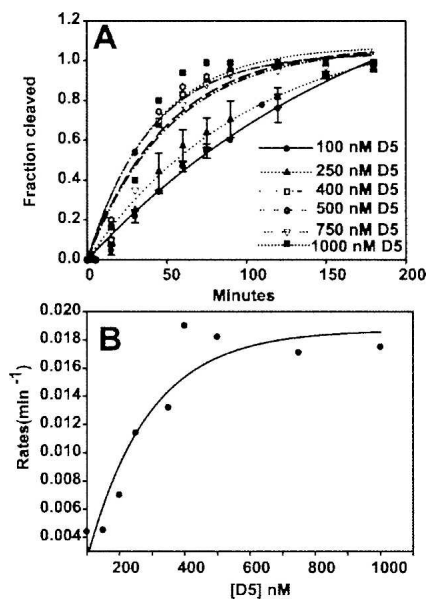 A
Fraction cleaved
1.2
1.0
0.8
0.6
0.4
0.2
0.0
100 nM D5
250 nM D5
400 nM D5
500 nM D5
750 nM D5
1000 nM D5
0 50 100 150 200
Minutes
B
Rates(min -1)
0.020
0.018
0.016
0.014
0.012
0.010
0.008
0.006
0.004
200 400 600 800 1000
[D5] nM